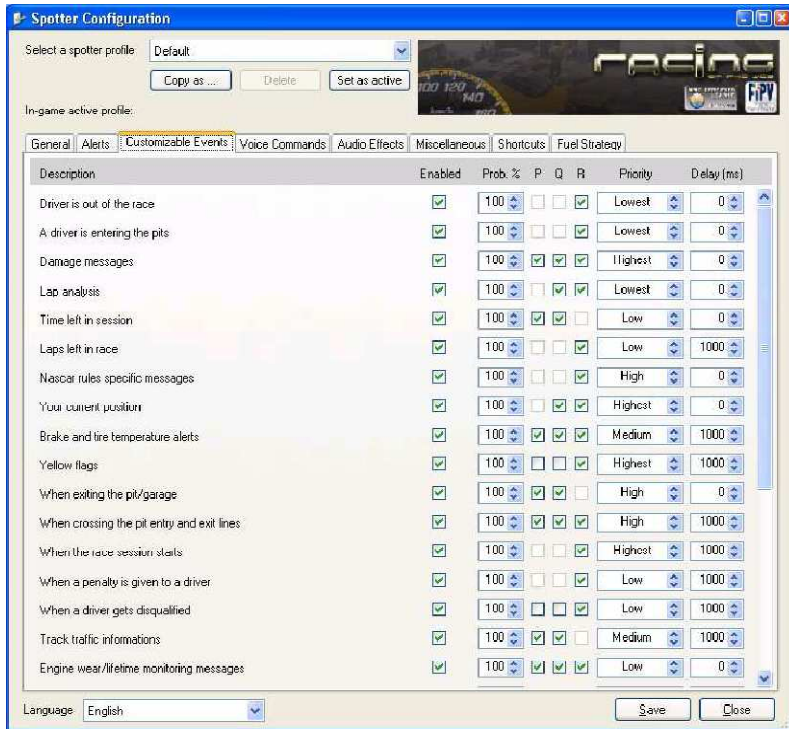 Spotter Configuration
Select a spotter profile Default
Copy as ... Delete Set as active
In-game active profile:
racing
100 120 140
FiPV
General Alerts Customizable Events Voice Commands Audio Effects Miscellaneous Shortcuts Fuel Strategy
Description Enabled Prob. % P Q R Priority Delay (ms)
Driver is out of the race 100 Lowest 0
A driver is entering the pits 100 Lowest 0
Damage messages 100 Highest 0
Lap analysis 100 Lowest 0
Time left in session 100 Low 0
Laps left in race 100 Low 1000
Nascar rules specific messages 100 High 0
Your current position 100 Highest 0
Brake and tire temperature alerts 100 Medium 1000
Yellow flags 100 Highest 1000
When exiting the pit/garage 100 High 0
When crossing the pit entry and exit lines 100 High 1000
When the race session starts 100 Highest 1000
When a penalty is given to a driver 100 Low 1000
When a driver gets disqualified 100 Low 1000
Track traffic informations 100 Medium 1000
Engine wear/lifetime monitoring messages 100 Low 0
Language English Save Close